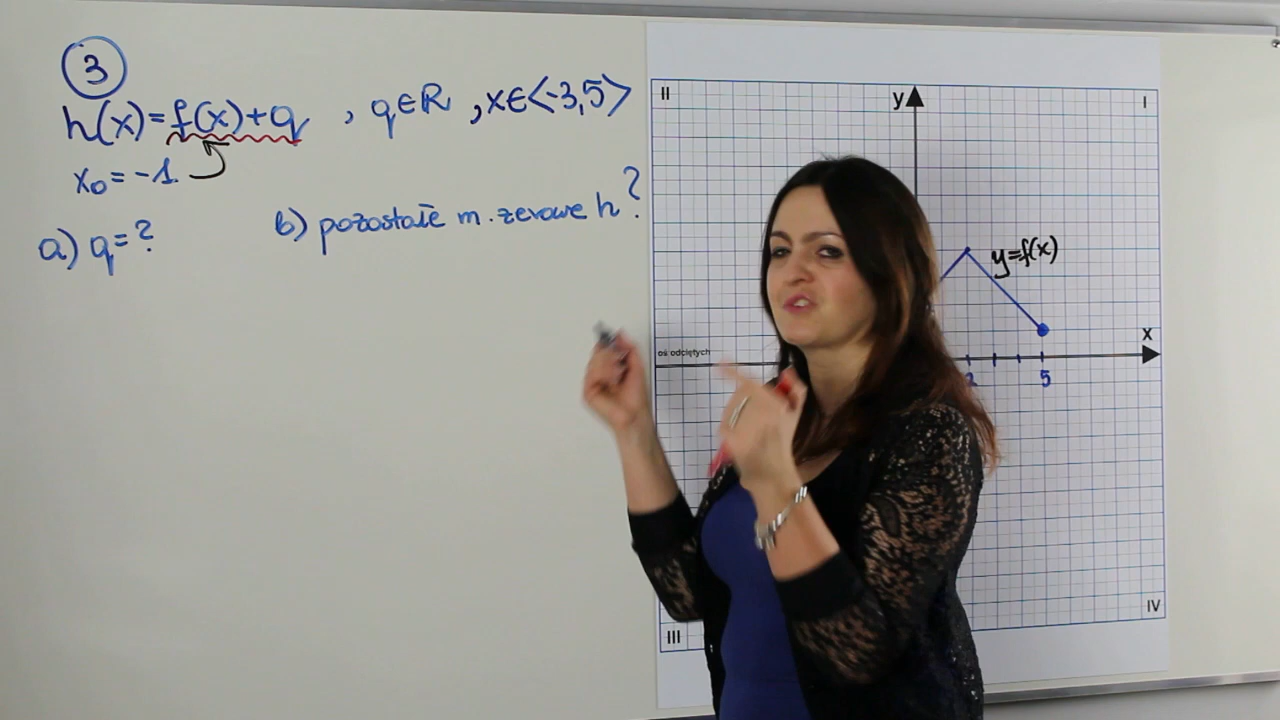 3
h(x)=f(x)+q , q∈R , x∈<-3,5>
x₀=-1
a) q=?
b) pozostałe m. zerowe h?
II
y
I
y=f(x)
oś odciętych
x
2
5
III
IV